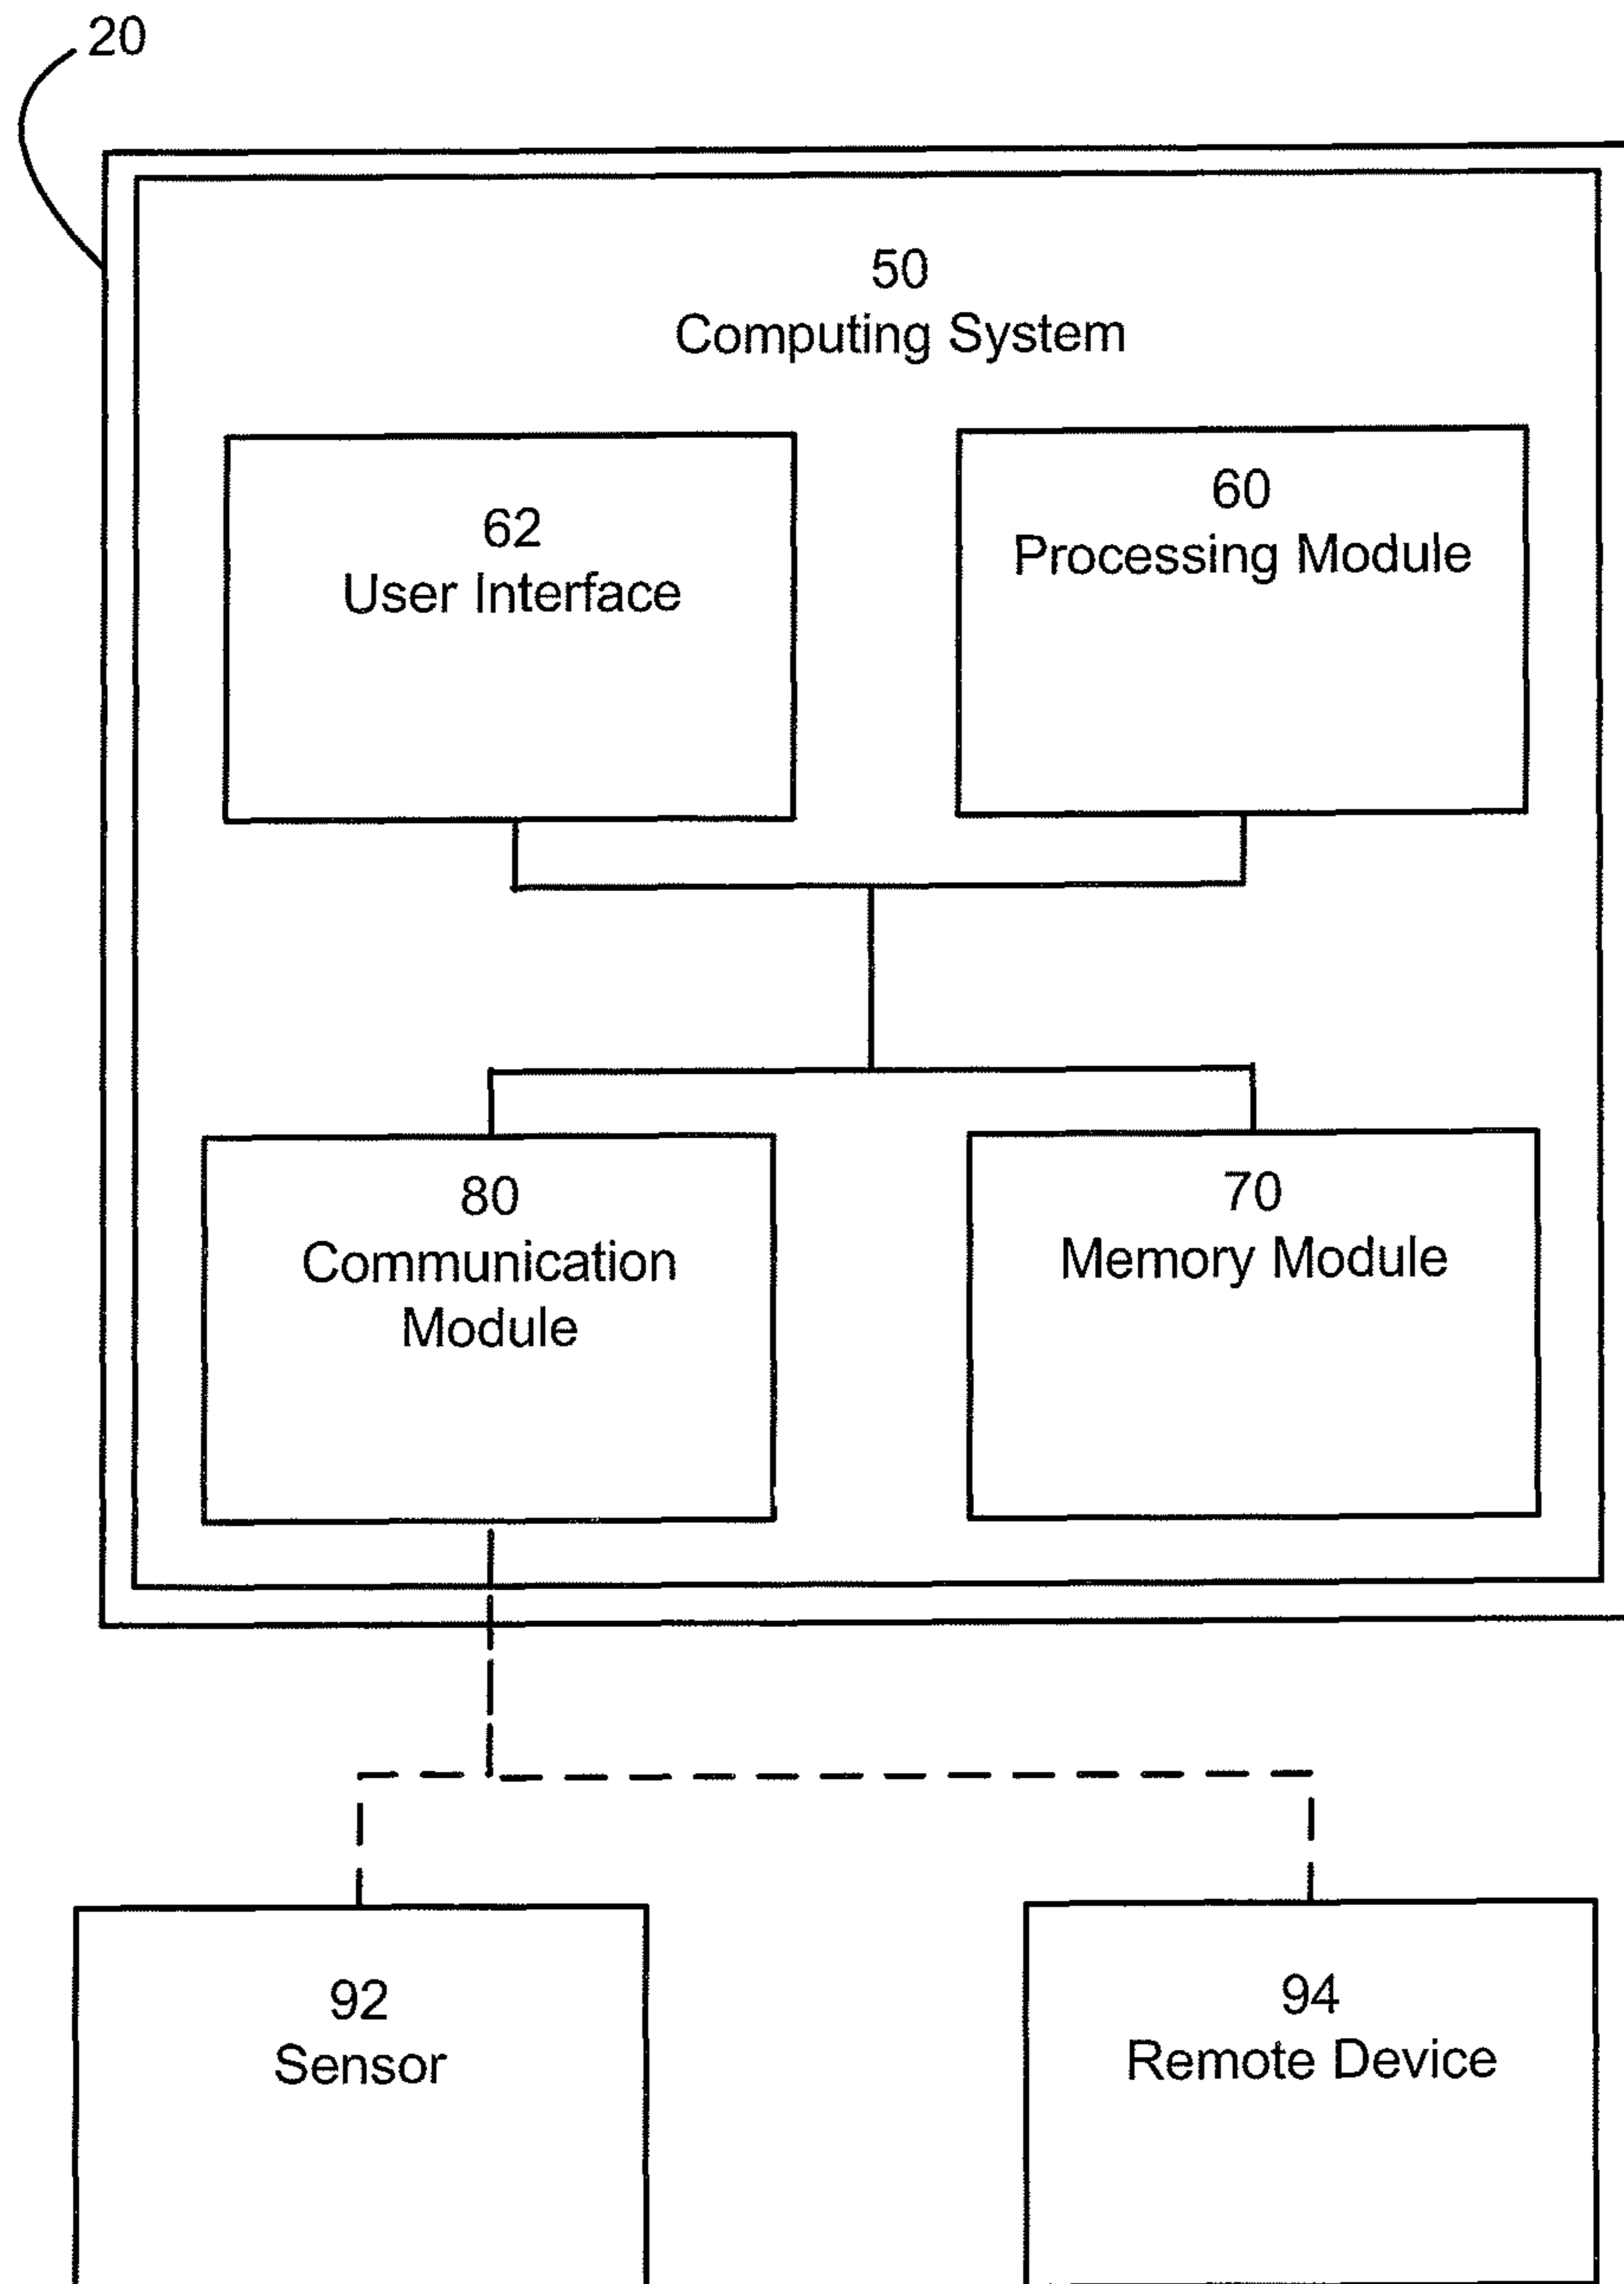 20
50
Computing System
62
User Interface
60
Processing Module
80
Communication
Module
70
Memory Module
92
Sensor
94
Remote Device